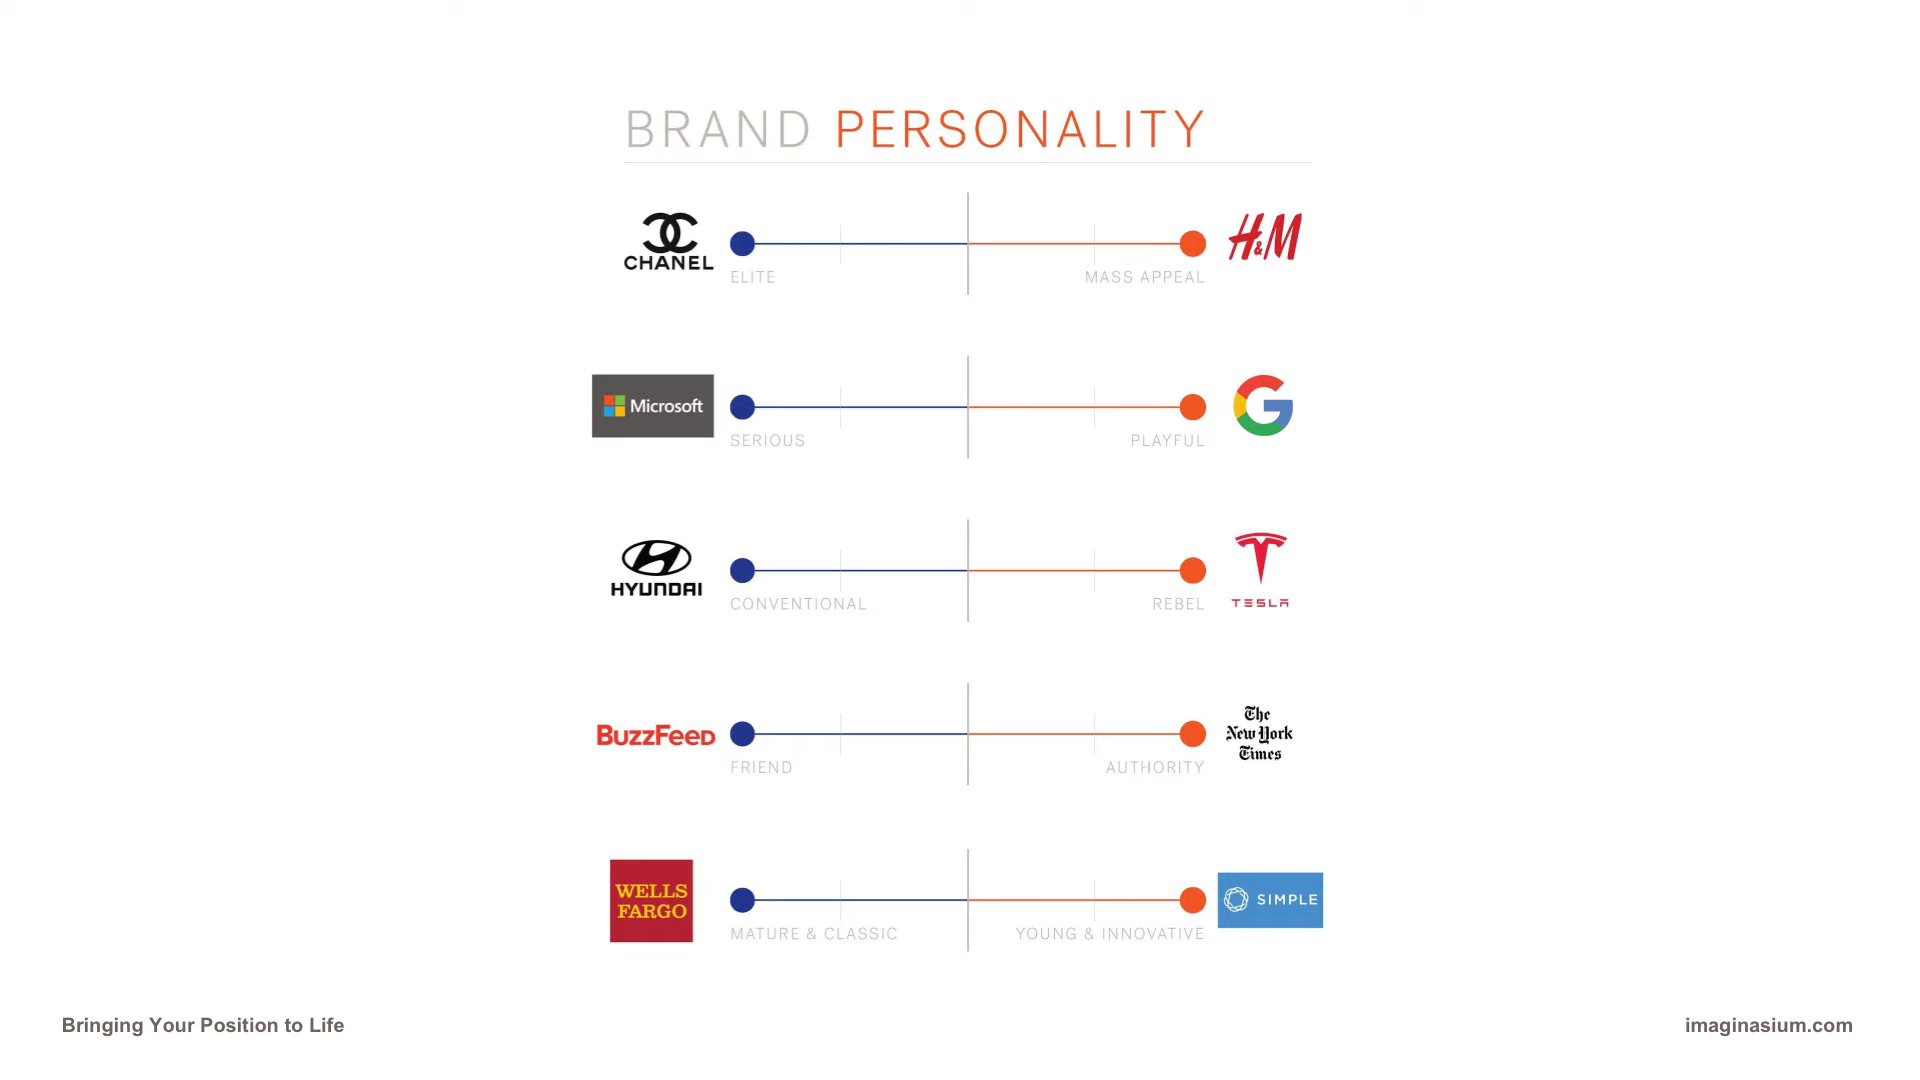 BRAND PERSONALITY
CHANEL
ELITE
MASS APPEAL
H&M
Microsoft
SERIOUS
PLAYFUL
G
HYUNDAI
CONVENTIONAL
REBEL
TESLA
BuzzFeed
FRIEND
AUTHORITY
The
New York
Times
WELLS
FARGO
MATURE & CLASSIC
YOUNG & INNOVATIVE
SIMPLE
Bringing Your Position to Life
imaginasium.com